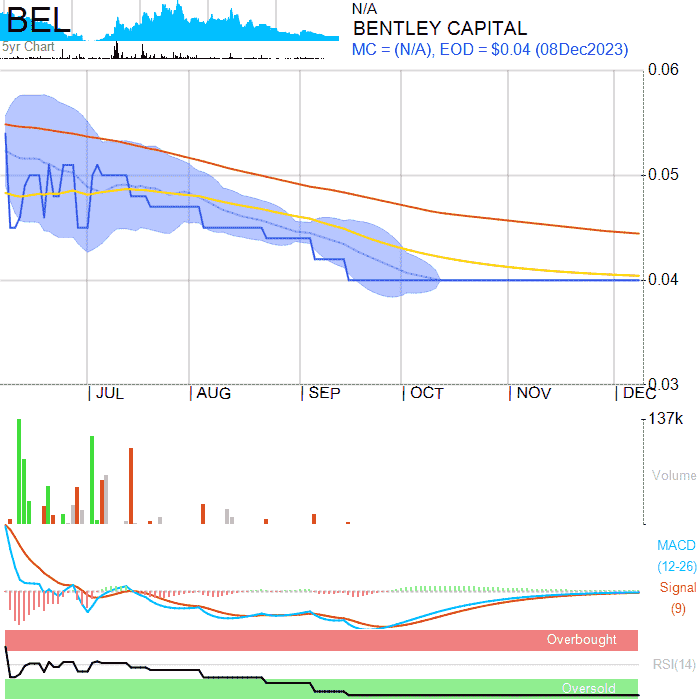 BEL
5yr Chart
N/A
BENTLEY CAPITAL
MC = (N/A), EOD = $0.04 (08Dec2023)
0.06
0.05
0.04
0.03
JUL AUG SEP OCT NOV DEC
137k
Volume
MACD
(12-26)
Signal
(9)
Overbought
RSI(14)
Oversold